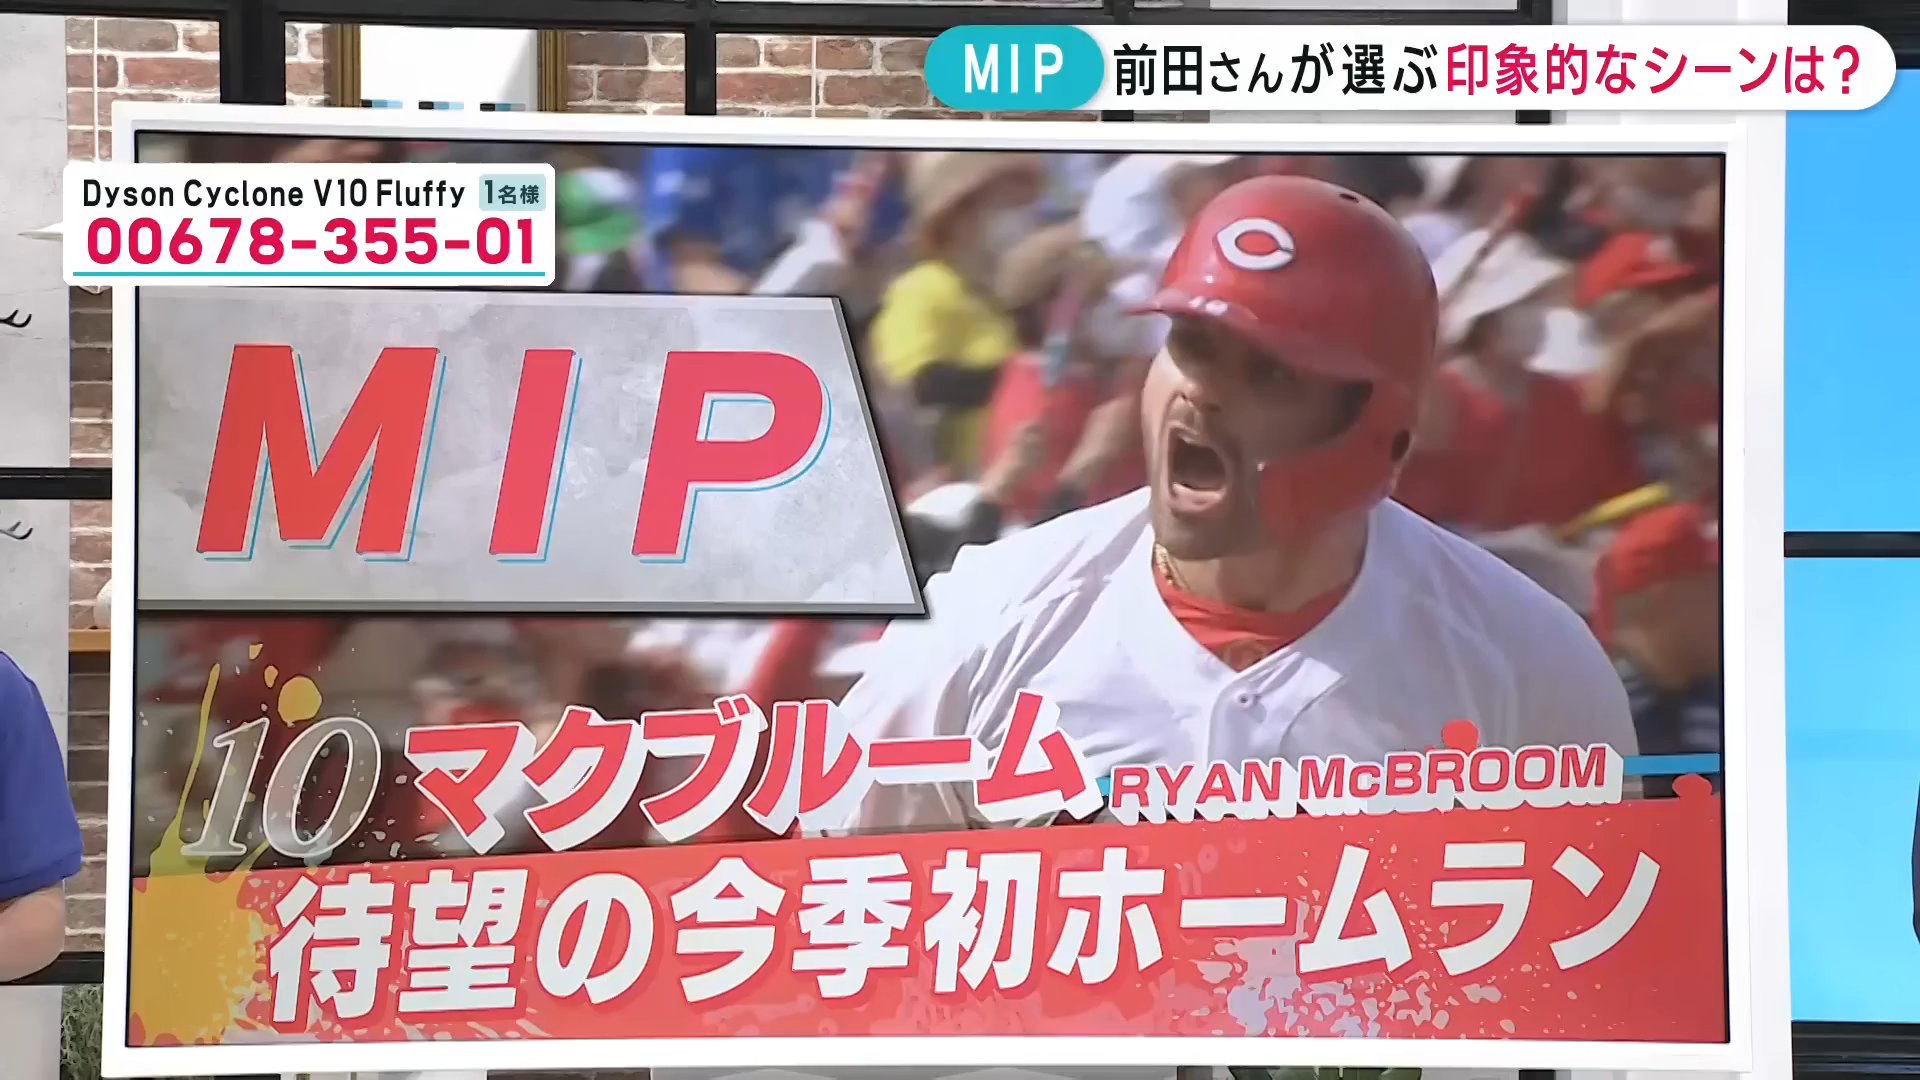 MIP 前田さんが選ぶ印象的なシーンは?
Dyson Cyclone V10 Fluffy 1名様
00678-355-01
C
MIP
10 マクブルーム RYAN McBROOM
待望の今季初ホームラン